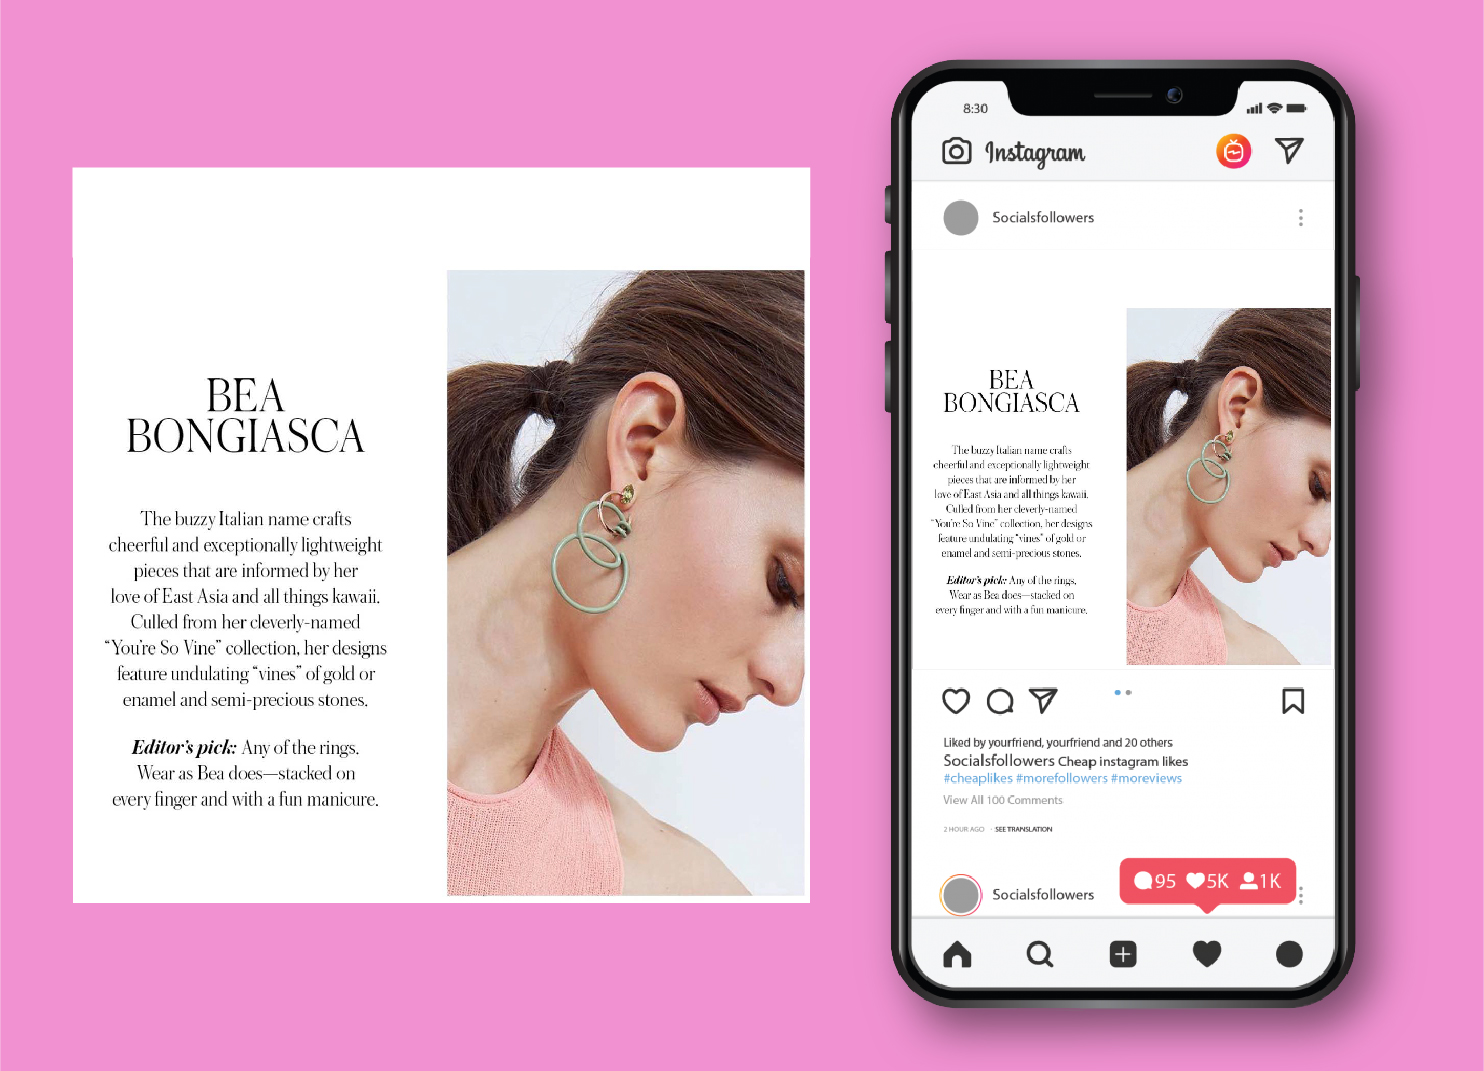 BEA
BONGIASCA
The buzzy Italian name crafts
cheerful and exceptionally lightweight
pieces that are informed by her
love of East Asia and all things kawaii.
Culled from her cleverly-named
“You’re So Vine” collection, her designs
feature undulating “vines” of gold or
enamel and semi-precious stones.
Editor’s pick: Any of the rings.
Wear as Bea does—stacked on
every finger and with a fun manicure.
8:30
Instagram
Socialsfollowers
BEA
BONGIASCA
The buzzy Italian name crafts
cheerful and exceptionally lightweight
pieces that are informed by her
love of East Asia and all things kawaii.
Culled from her cleverly-named
“You’re So Vine” collection, her designs
feature undulating “vines” of gold or
enamel and semi-precious stones.
Editor’s pick: Any of the rings.
Wear as Bea does—stacked on
every finger and with a fun manicure.
Liked by yourfriend, yourfriend and 20 others
Socialsfollowers Cheap instagram likes
#cheaplikes #morefollowers #moreviews
View All 100 Comments
2 HOUR AGO · SEE TRANSLATION
Socialsfollowers
95 5K 1K